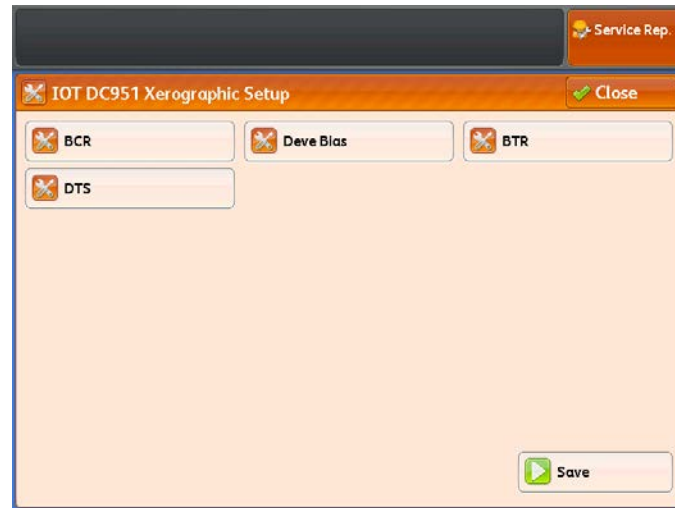 Service Rep.
IOT DC951 Xerographic Setup
Close
BCR
Deve Bias
BTR
DTS
Save